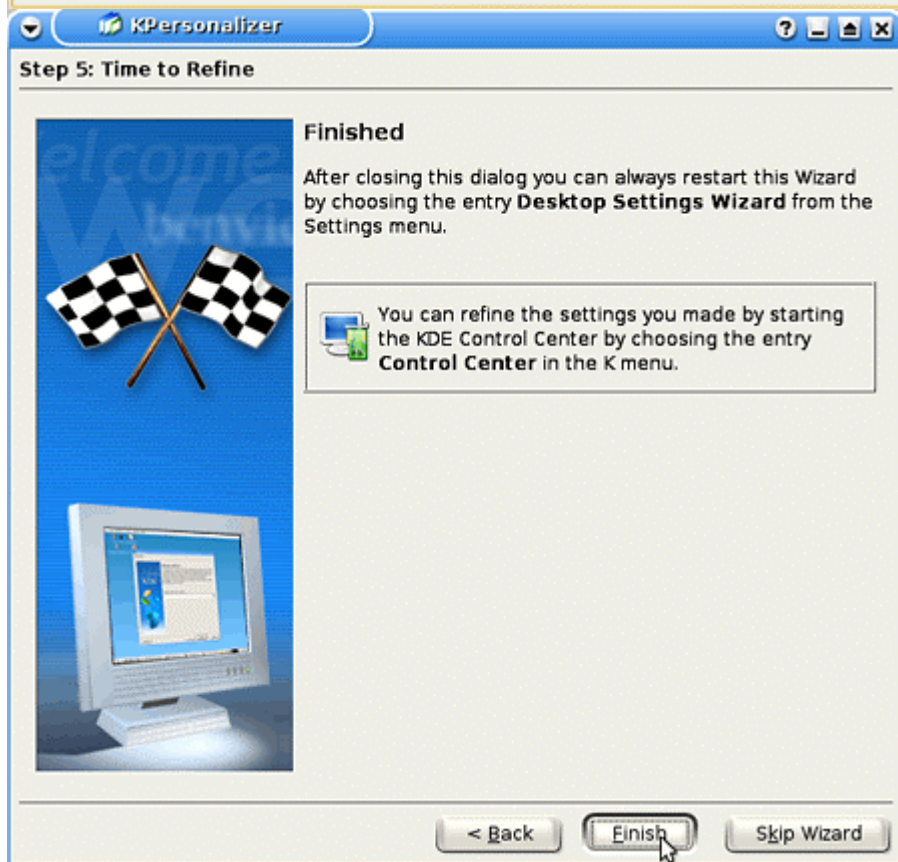 KPersonalizer
Step 5: Time to Refine
elcome
Finished
After closing this dialog you can always restart this Wizard
by choosing the entry Desktop Settings Wizard from the
Settings menu.
You can refine the settings you made by starting
the KDE Control Center by choosing the entry
Control Center in the K menu.
< Back
Finish
Skip Wizard